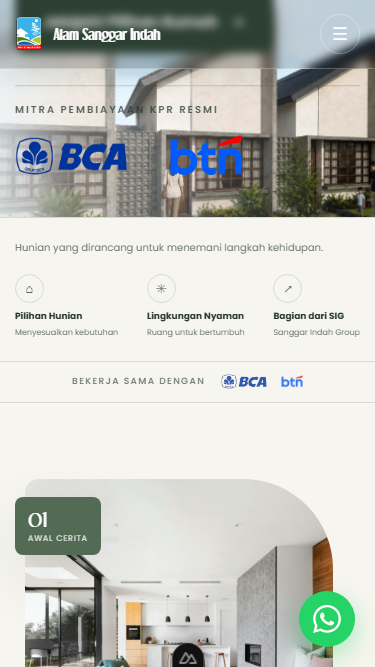 Alam Sanggar Indah
MITRA PEMBIAYAAN KPR RESMI
BCA
btn
Hunian yang dirancang untuk menemani langkah kehidupan.
Pilihan Hunian
Menyesuaikan kebutuhan
Lingkungan Nyaman
Ruang untuk bertumbuh
Bagian dari SIG
Sanggar Indah Group
BEKERJA SAMA DENGAN
BCA
btn
01
AWAL CERITA